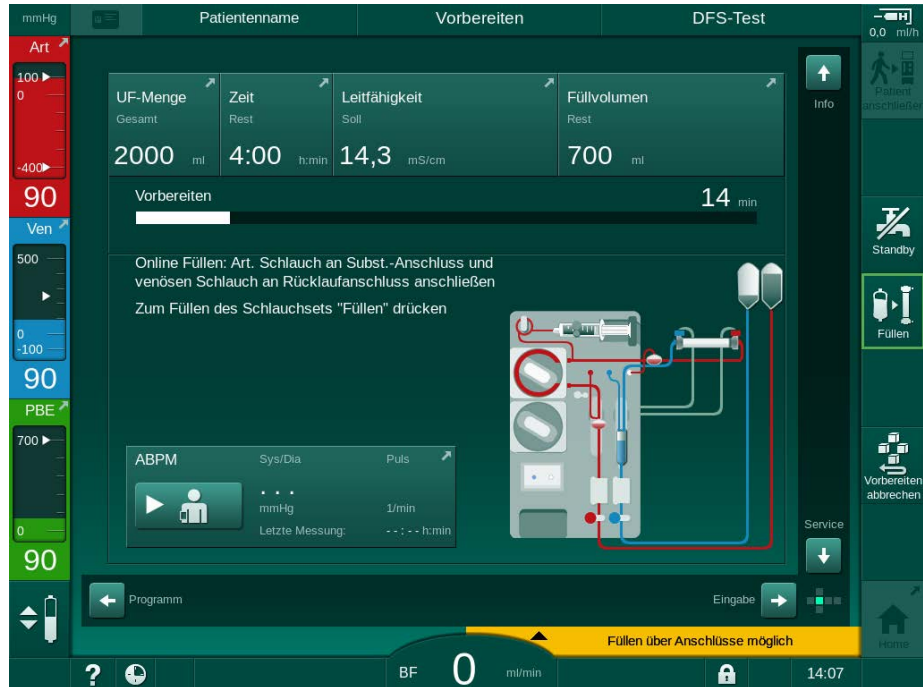 mmHg
Patientenname
Vorbereiten
DFS-Test
0,0 ml/h
Art
100
0
-400
90
Ven
500
0
-100
90
PBE
700
0
90
UF-Menge
Gesamt
2000 ml
Zeit
Rest
4:00 h:min
Leitfähigkeit
Soll
14,3 mS/cm
Füllvolumen
Rest
700 ml
Vorbereiten
14 min
Online Füllen: Art. Schlauch an Subst.-Anschluss und
venösen Schlauch an Rücklaufanschluss anschließen
Zum Füllen des Schlauchsets "Füllen" drücken
ABPM
Sys/Dia
Puls
. . .
mmHg
1/min
Letzte Messung:
--:-- h:min
Info
Service
Programm
Eingabe
Patient
anschließen
Standby
Füllen
Vorbereiten
abbrechen
Home
Füllen über Anschlüsse möglich
?
BF 0 ml/min
14:07